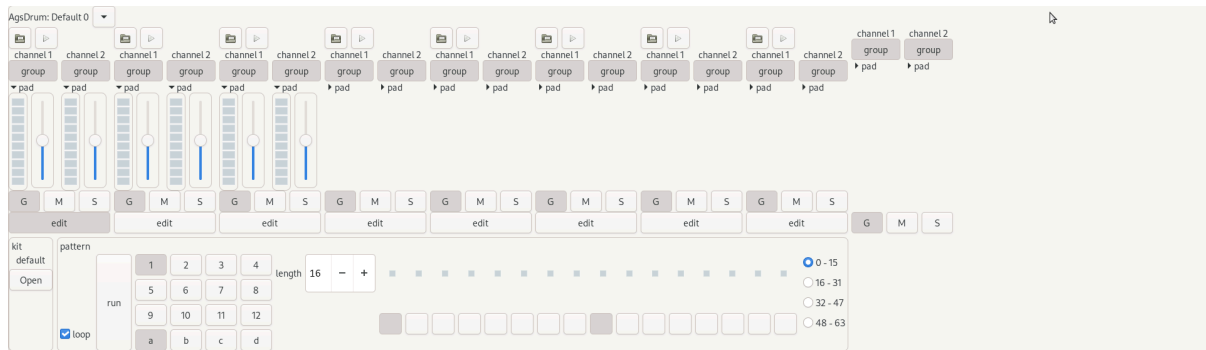 AgsDrum: Default 0
channel 1 channel 2 channel 1 channel 2 channel 1 channel 2 channel 1 channel 2 channel 1 channel 2 channel 1 channel 2 channel 1 channel 2 channel 1 channel 2 channel 1 channel 2
group group group group group group group group group group group group group group group group group group
pad pad pad pad pad pad pad pad pad pad pad pad pad pad pad pad pad pad
G M S G M S G M S G M S G M S G M S G M S G M S
edit edit edit edit edit edit edit edit G M S
kit pattern
default
Open
run
loop
1 2 3 4
5 6 7 8
9 10 11 12
a b c d
length 16 − +
0 - 15
16 - 31
32 - 47
48 - 63